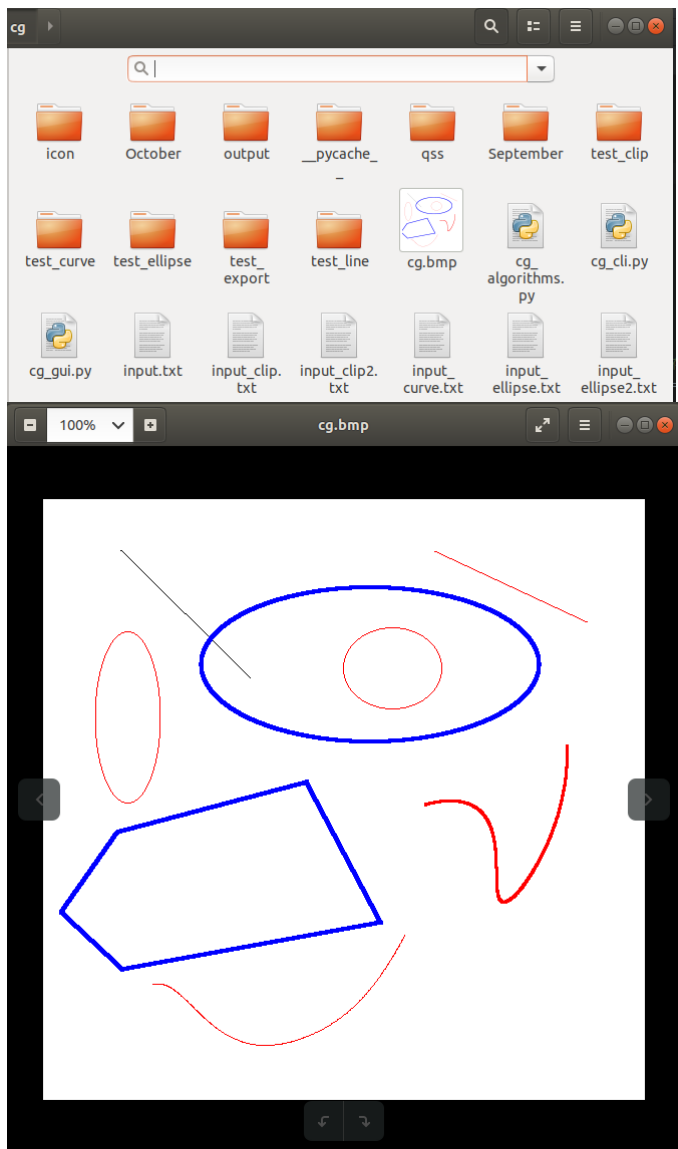 cg
icon
October
output
__pycache_
_
qss
September
test_clip
test_curve
test_ellipse
test_
export
test_line
cg.bmp
cg_
algorithms.
py
cg_cli.py
cg_gui.py
input.txt
input_clip.
txt
input_clip2.
txt
input_
curve.txt
input_
ellipse.txt
input_
ellipse2.txt
100%
cg.bmp